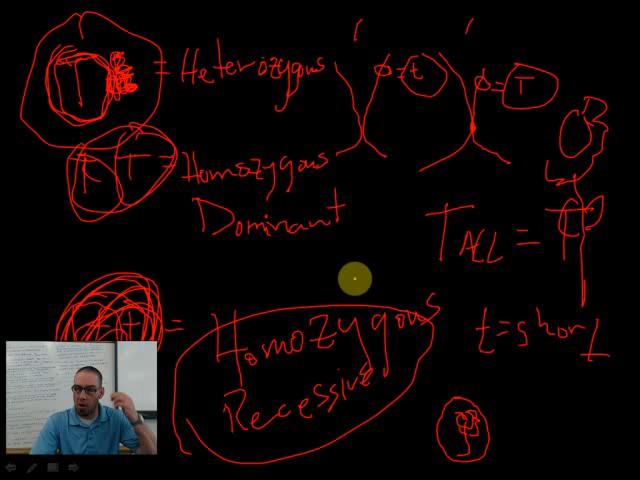 T = Heterozygous
t
T
T = Homozygous
Dominant
TALL = T
t = short
t = Homozygous
Recessive